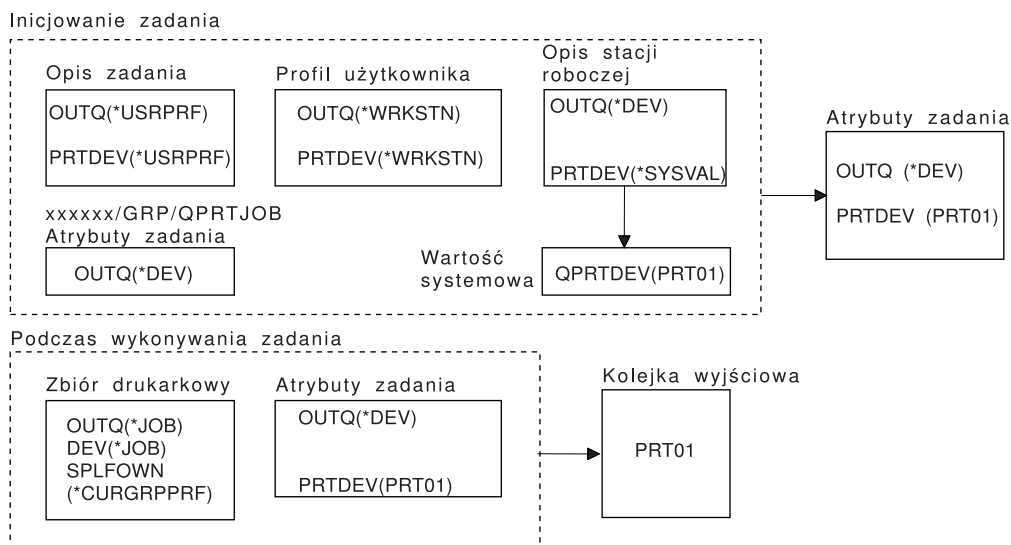 Inicjowanie zadania
Opis zadania
OUTQ(*USRPRF)
PRTDEV(*USRPRF)
Profil użytkownika
OUTQ(*WRKSTN)
PRTDEV(*WRKSTN)
Opis stacji
roboczej
OUTQ(*DEV)
PRTDEV(*SYSVAL)
Atrybuty zadania
OUTQ (*DEV)
PRTDEV (PRT01)
xxxxxx/GRP/QPRTJOB
Atrybuty zadania
OUTQ(*DEV)
Wartość
systemowa
QPRTDEV(PRT01)
Podczas wykonywania zadania
Zbiór drukarkowy
OUTQ(*JOB)
DEV(*JOB)
SPLFOWN
(*CURGRPPRF)
Atrybuty zadania
OUTQ(*DEV)
PRTDEV(PRT01)
Kolejka wyjściowa
PRT01